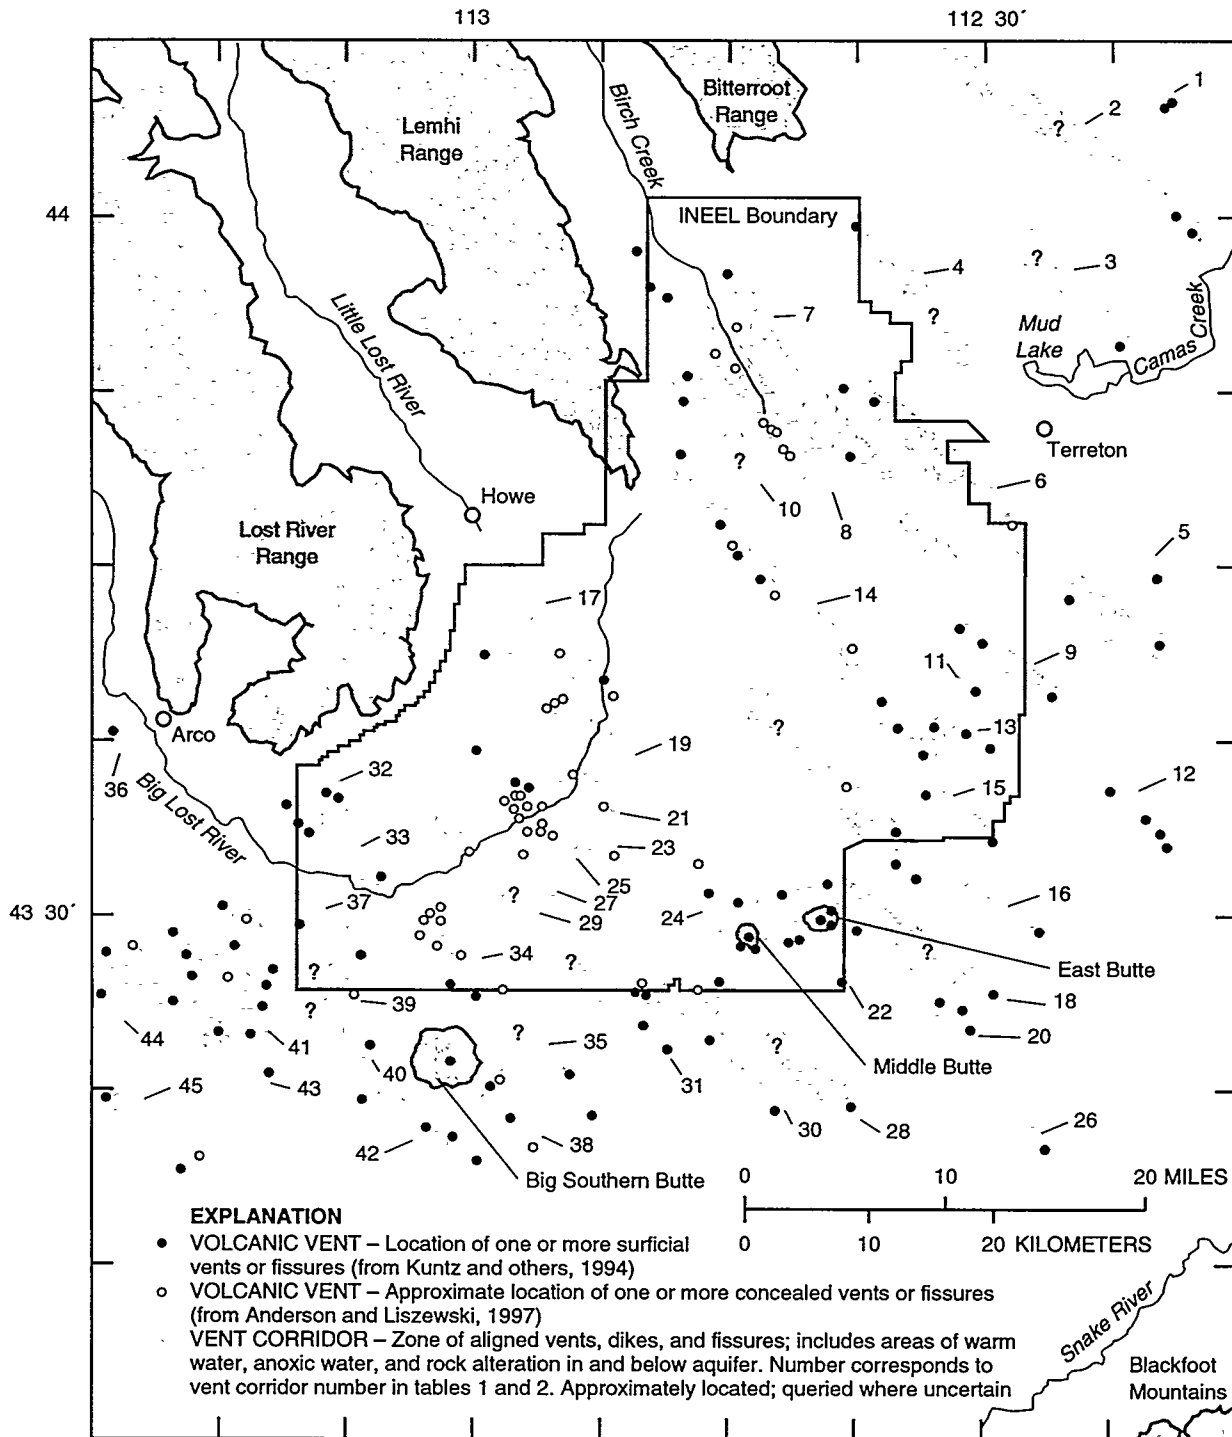 113
112 30´
1
2
?
Bitterroot
Range
Birch Creek
Lemhi
Range
44
INEEL Boundary
?
3
4
7
?
Mud
Lake
Camas Creek
Little Lost River
Terreton
?
6
Howe
10
8
5
Lost River
Range
17
14
9
11
?
13
19
Arco
12
32
36
15
Big Lost River
21
33
23
25
16
37
?
27
24
43 30´
29
?
34
?
East Butte
?
39
18
?
22
44
41
?
35
?
20
40
Middle Butte
45
43
31
26
30
28
42
38
Big Southern Butte
0
10
20 MILES
0
10
20 KILOMETERS
EXPLANATION
VOLCANIC VENT – Location of one or more surficial
vents or fissures (from Kuntz and others, 1994)
VOLCANIC VENT – Approximate location of one or more concealed vents or fissures
(from Anderson and Liszewski, 1997)
VENT CORRIDOR – Zone of aligned vents, dikes, and fissures; includes areas of warm
water, anoxic water, and rock alteration in and below aquifer. Number corresponds to
vent corridor number in tables 1 and 2. Approximately located; queried where uncertain
Snake River
Blackfoot
Mountains